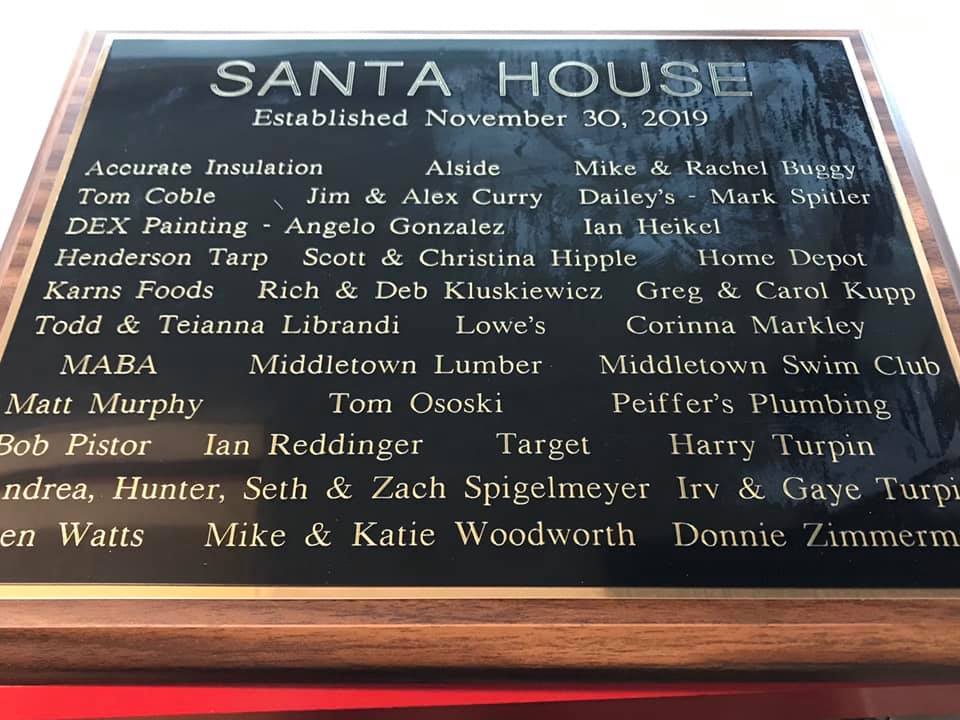 SANTA HOUSE
Established November 30, 2019
Accurate Insulation Alside Mike & Rachel Buggy
Tom Coble Jim & Alex Curry Dailey's - Mark Spitler
DEX Painting - Angelo Gonzalez Ian Heikel
Henderson Tarp Scott & Christina Hipple Home Depot
Karns Foods Rich & Deb Kluskiewicz Greg & Carol Kupp
Todd & Teianna Librandi Lowe's Corinna Markley
MABA Middletown Lumber Middletown Swim Club
Matt Murphy Tom Ososki Peiffer's Plumbing
Bob Pistor Ian Reddinger Target Harry Turpin
Hunter, Seth & Zach Spigelmeyer Irv & Gaye
Watts Mike & Katie Woodworth Donnie